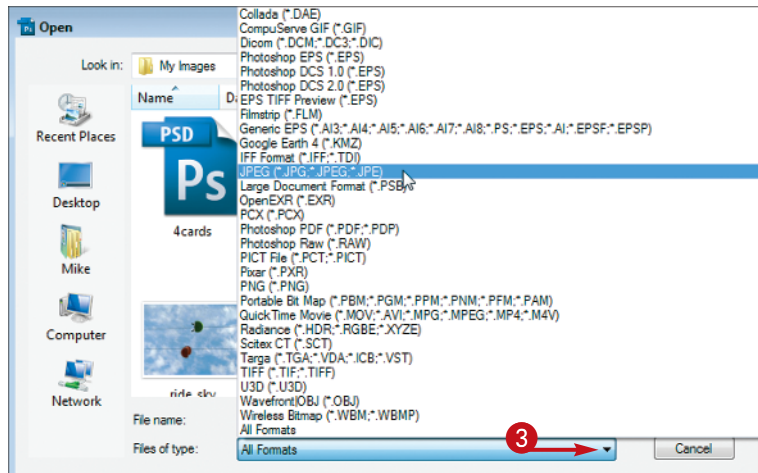 Ps Open
Look in:
My Images
Name
Recent Places
Desktop
Mike
Computer
Network
PSD
Ps
4cards
ride_sky
Collada (*.DAE)
CompuServe GIF (*.GIF)
Dicom (*.DCM;*.DC3;*.DIC)
Photoshop EPS (*.EPS)
Photoshop DCS 1.0 (*.EPS)
Photoshop DCS 2.0 (*.EPS)
EPS TIFF Preview (*.EPS)
Filmstrip (*.FLM)
Generic EPS (*.AI3;*.AI4;*.AI5;*.AI6;*.AI7;*.AI8;*.PS;*.EPS;*.AI;*.EPSF;*.EPSP)
Google Earth 4 (*.KMZ)
IFF Format (*.IFF;*.TDI)
JPEG (*.JPG;*.JPEG;*.JPE)
Large Document Format (*.PSB)
OpenEXR (*.EXR)
PCX (*.PCX)
Photoshop PDF (*.PDF;*.PDP)
Photoshop Raw (*.RAW)
PICT File (*.PCT;*.PICT)
Pixar (*.PXR)
PNG (*.PNG)
Portable Bit Map (*.PBM;*.PGM;*.PPM;*.PNM;*.PFM;*.PAM)
QuickTime Movie (*.MOV;*.AVI;*.MPG;*.MPEG;*.MP4;*.M4V)
Radiance (*.HDR;*.RGBE;*.XYZE)
Scitex CT (*.SCT)
Targa (*.TGA;*.VDA;*.ICB;*.VST)
TIFF (*.TIF;*.TIFF)
U3D (*.U3D)
Wavefront|OBJ (*.OBJ)
Wireless Bitmap (*.WBM;*.WBMP)
All Formats
File name:
Files of type:
All Formats
3
Cancel